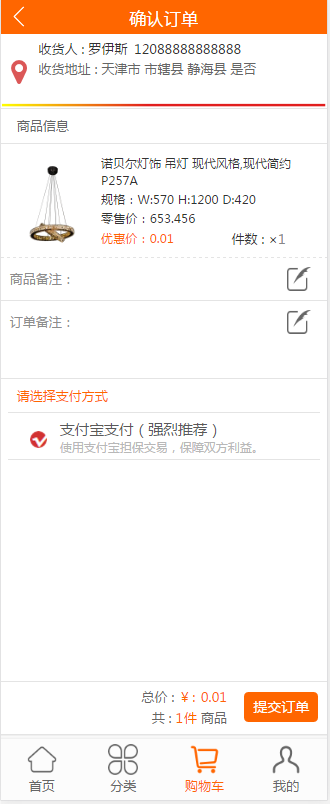 确认订单
收货人 : 罗伊斯 12088888888888
收货地址 : 天津市 市辖县 静海县 是否
商品信息
诺贝尔灯饰 吊灯 现代风格,现代简约
P257A
规格 : W:570 H:1200 D:420
零售价 : 653.456
优惠价 : 0.01 件数 : ×1
商品备注 :
订单备注 :
请选择支付方式
支付宝支付 ( 强烈推荐 )
使用支付宝担保交易，保障双方利益。
总价 : ¥ : 0.01
共 : 1件 商品
提交订单
首页 分类 购物车 我的